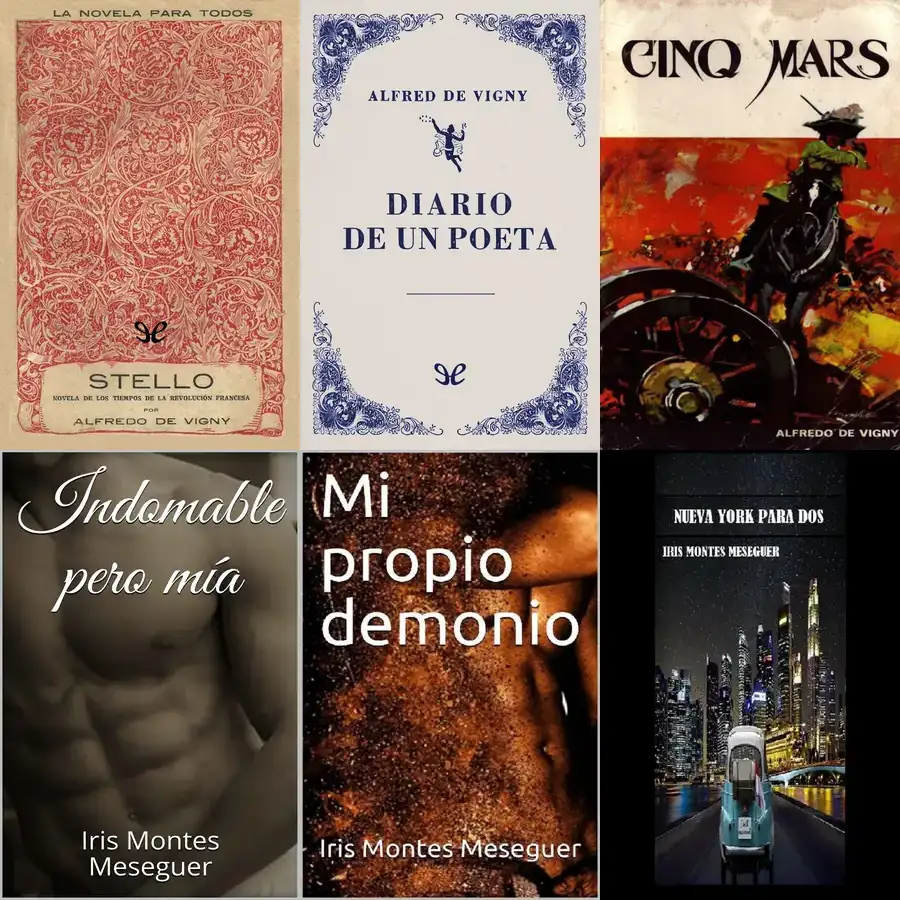 LA NOVELA PARA TODOS
STELLO
NOVELA DE LOS TIEMPOS DE LA REVOLUCIÓN FRANCESA
POR
ALFREDO DE VIGNY
ALFRED DE VIGNY
DIARIO
DE UN POETA
CINQ MARS
ALFREDO DE VIGNY
Indomable
pero mía
Iris Montes
Meseguer
Mi
propio
demonio
Iris Montes Meseguer
NUEVA YORK PARA DOS
IRIS MONTES MESEGUER